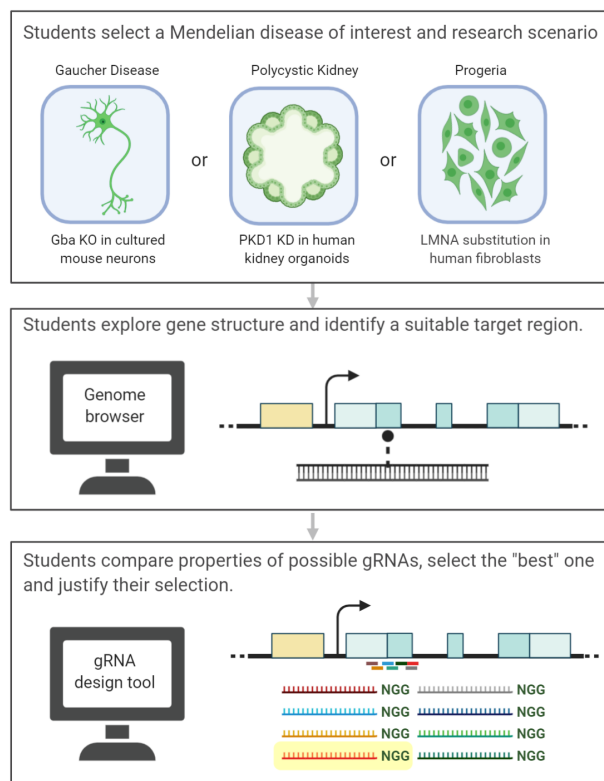 Students select a Mendelian disease of interest and research scenario
Gaucher Disease
Polycystic Kidney
Progeria
or
or
Gba KO in cultured
mouse neurons
PKD1 KD in human
kidney organoids
LMNA substitution in
human fibroblasts
Students explore gene structure and identify a suitable target region.
Genome
browser
Students compare properties of possible gRNAs, select the "best" one
and justify their selection.
gRNA
design tool
NGG
NGG
NGG
NGG
NGG
NGG
NGG
NGG